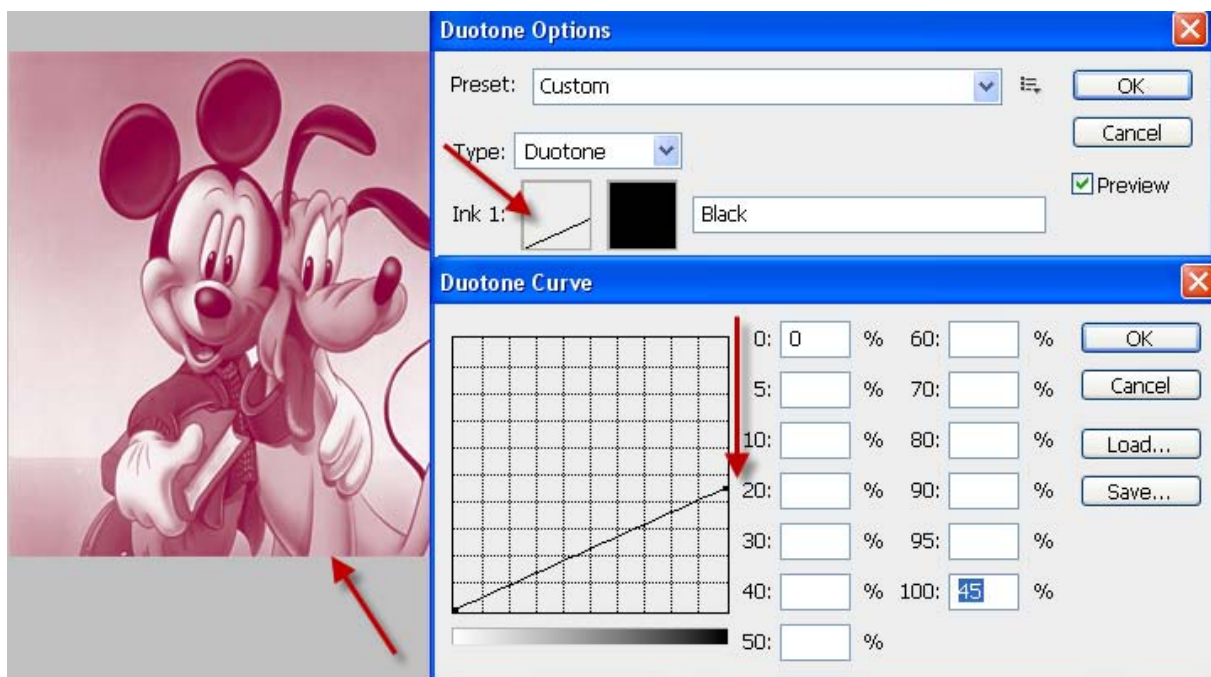 Duotone Options
Preset: Custom OK
Cancel
Type: Duotone
Preview
Ink 1: Black
Duotone Curve
0: 0 % 60: % OK
5: % 70: % Cancel
10: % 80: % Load...
20: % 90: % Save...
30: % 95: %
40: % 100: 45 %
50: %